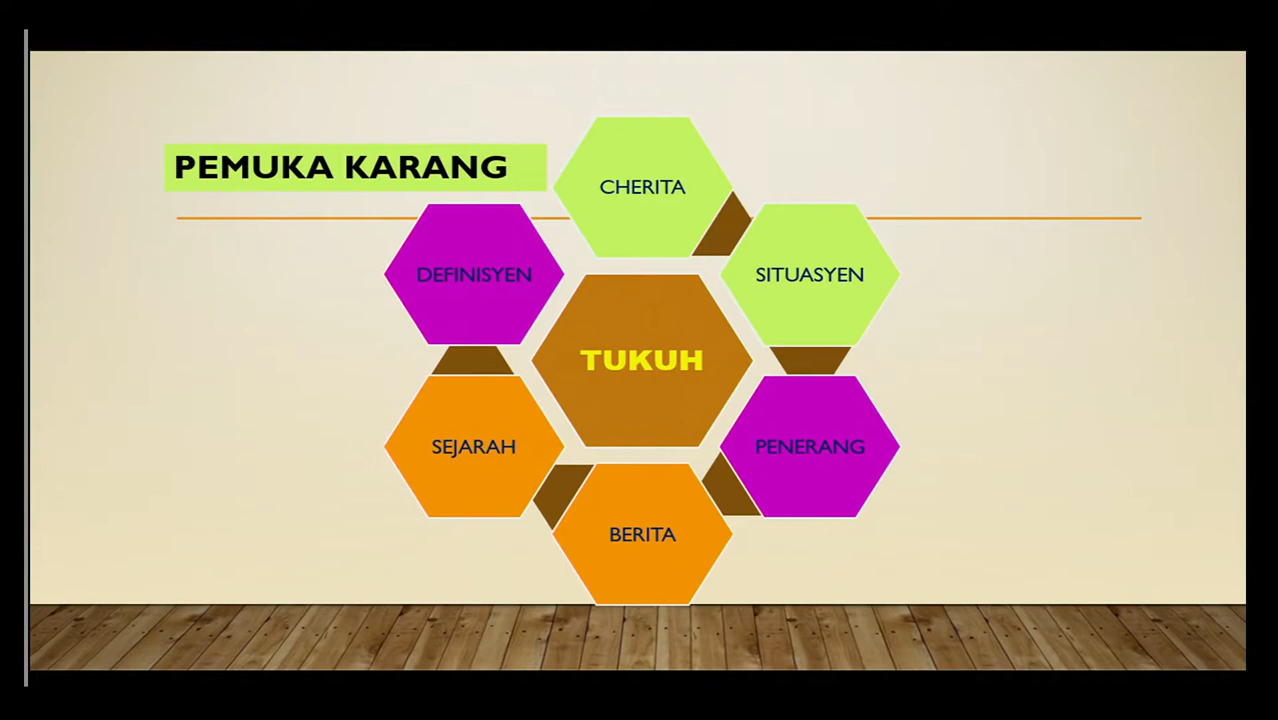 PEMUKA KARANG
CHERITA
DEFINISYEN
SITUASYEN
TUKUH
SEJARAH
PENERANG
BERITA